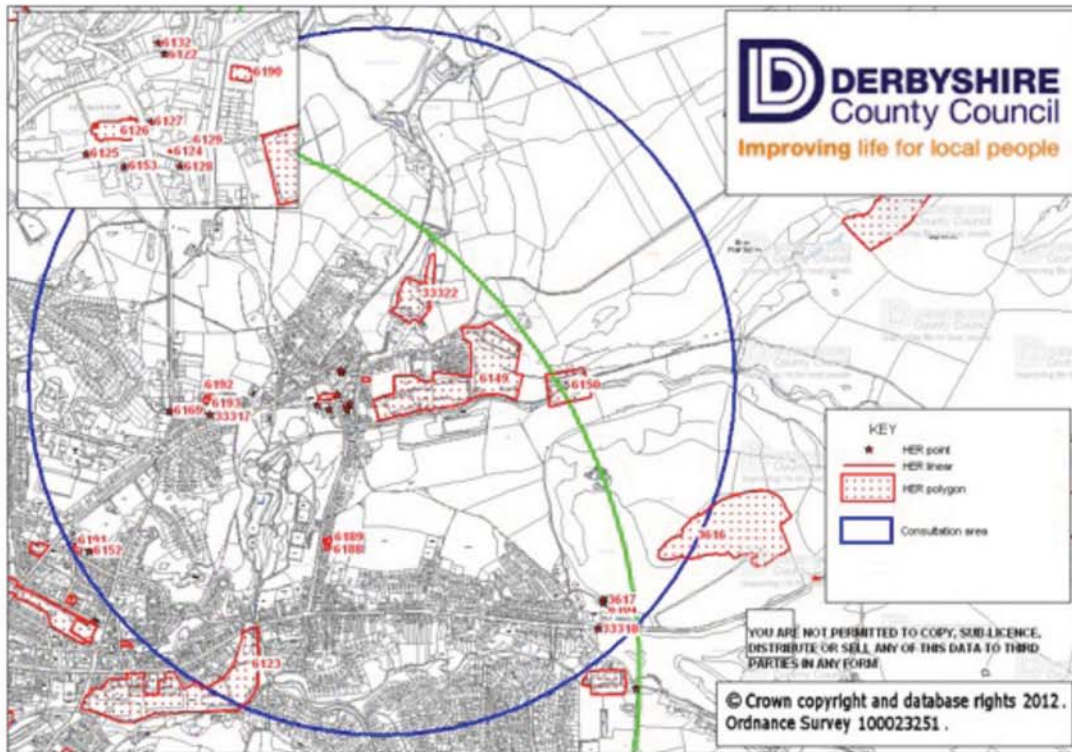 6132
6122
6190
6127
6126
6129
6124
6125
6153
6128
DERBYSHIRE
County Council
Improving life for local people
33322
6149
6150
6192
6193
6169
33317
6191
6152
6189
6188
3616
3617
33318
6123
KEY
HER point
HER linear
HER polygon
Consultation area
YOU ARE NOT PERMITTED TO COPY, SUB-LICENCE,
DISTRIBUTE OR SELL ANY OF THIS DATA TO THIRD
PARTIES IN ANY FORM
© Crown copyright and database rights 2012.
Ordnance Survey 100023251.